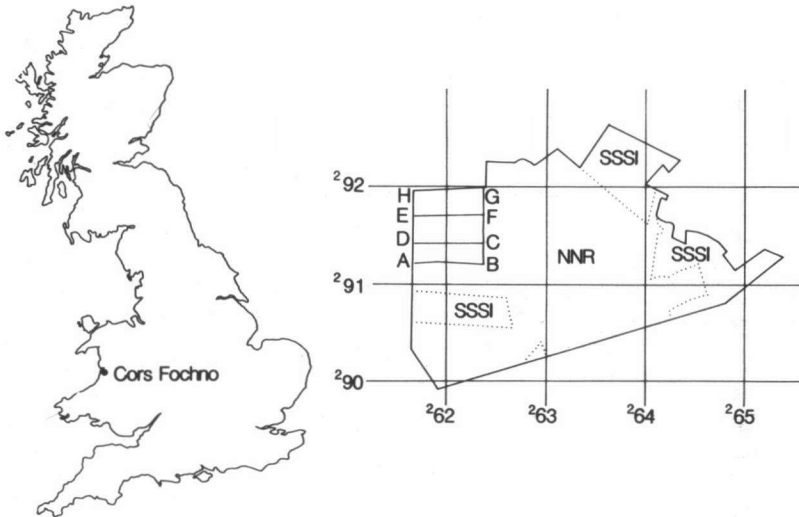 Cors Fochno
SSSI
²92
H G
E F
D C
A B
NNR
SSSI
²91
SSSI
²90
²62 ²63 ²64 ²65